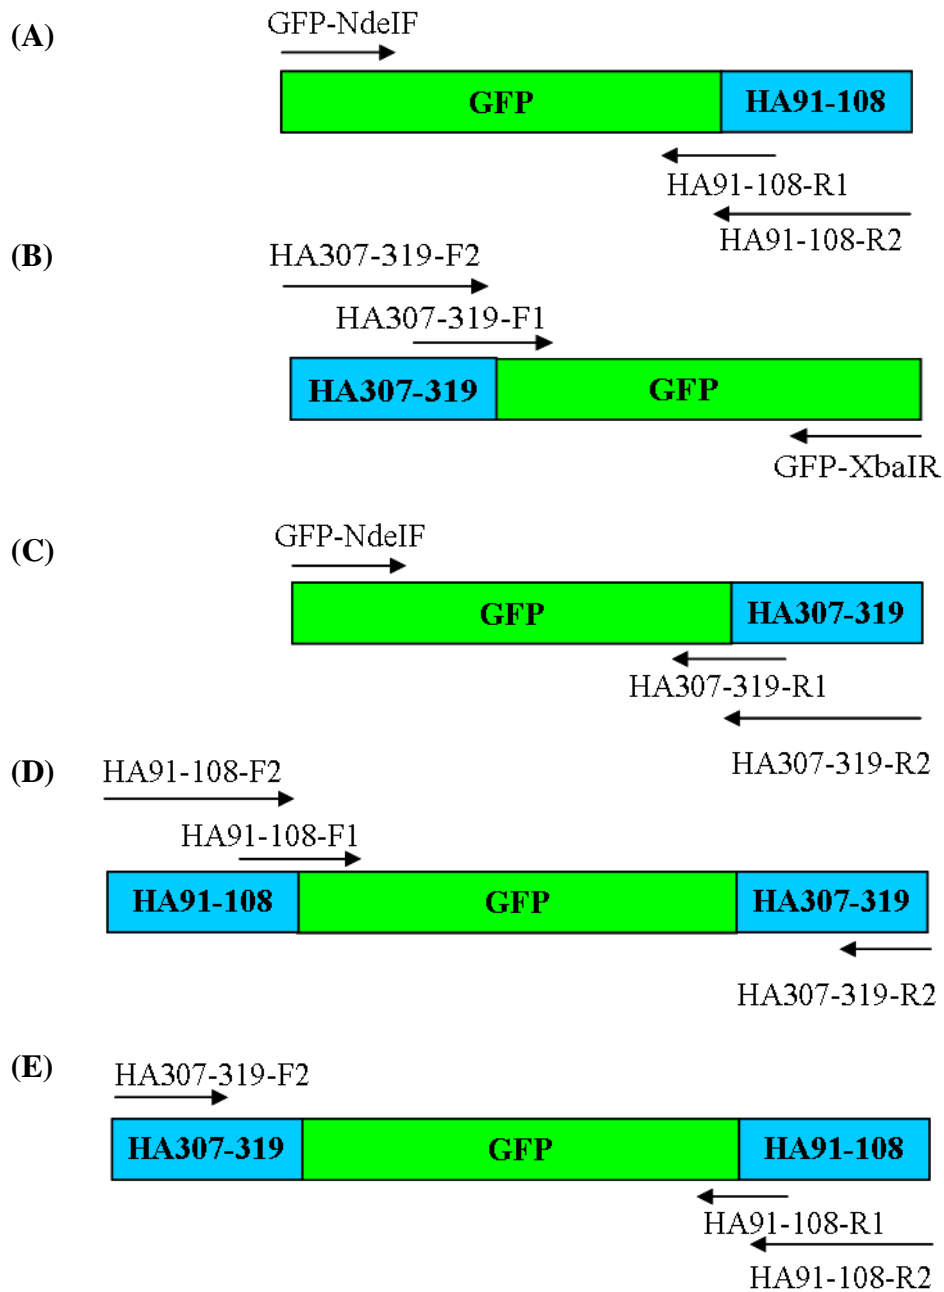 (A)
GFP-NdeIF
GFP HA91-108
HA91-108-R1
HA91-108-R2
(B)
HA307-319-F2
HA307-319-F1
HA307-319 GFP
GFP-XbaIR
(C)
GFP-NdeIF
GFP HA307-319
HA307-319-R1
HA307-319-R2
(D)
HA91-108-F2
HA91-108-F1
HA91-108 GFP HA307-319
HA307-319-R2
(E)
HA307-319-F2
HA307-319 GFP HA91-108
HA91-108-R1
HA91-108-R2